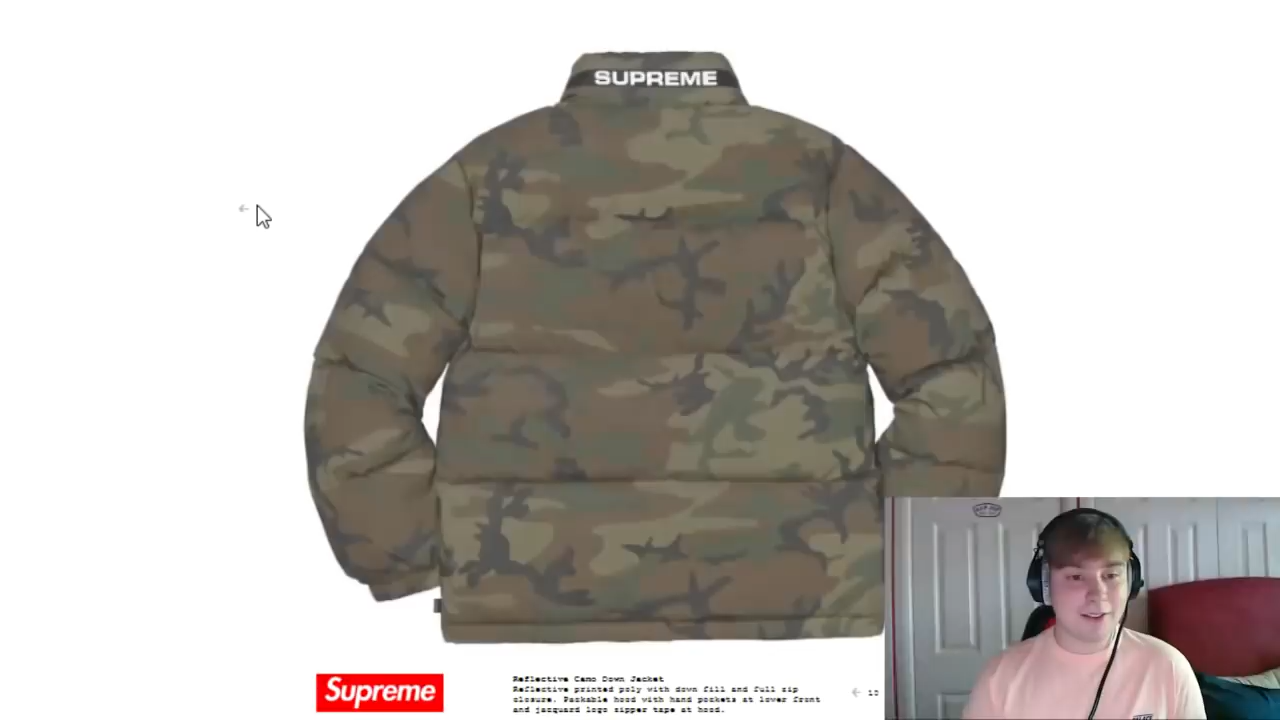 SUPREME
Supreme
Reflective Camo Down Jacket
Reflective printed poly with down fill and full zip
closure. Packable hood with hand pockets at lower front
and jacquard logo zipper tape at hood.
← 10